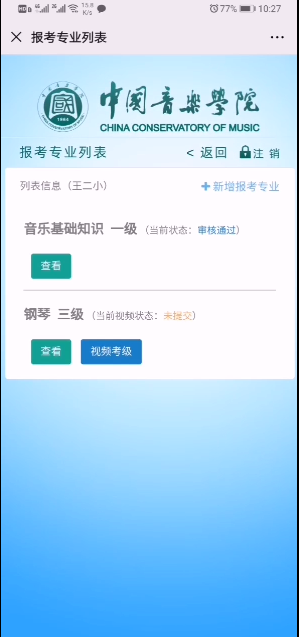 HD 46 26 15.8 K/s 77% 10:27
报考专业列表
中國音樂學院
1964
CHINA CONSERVATORY OF MUSIC
报考专业列表 < 返回 注 销
列表信息（王二小） 新增报考专业
音乐基础知识 一级（当前状态：审核通过）
查看
钢琴 三级（当前视频状态：未提交）
查看 视频考级